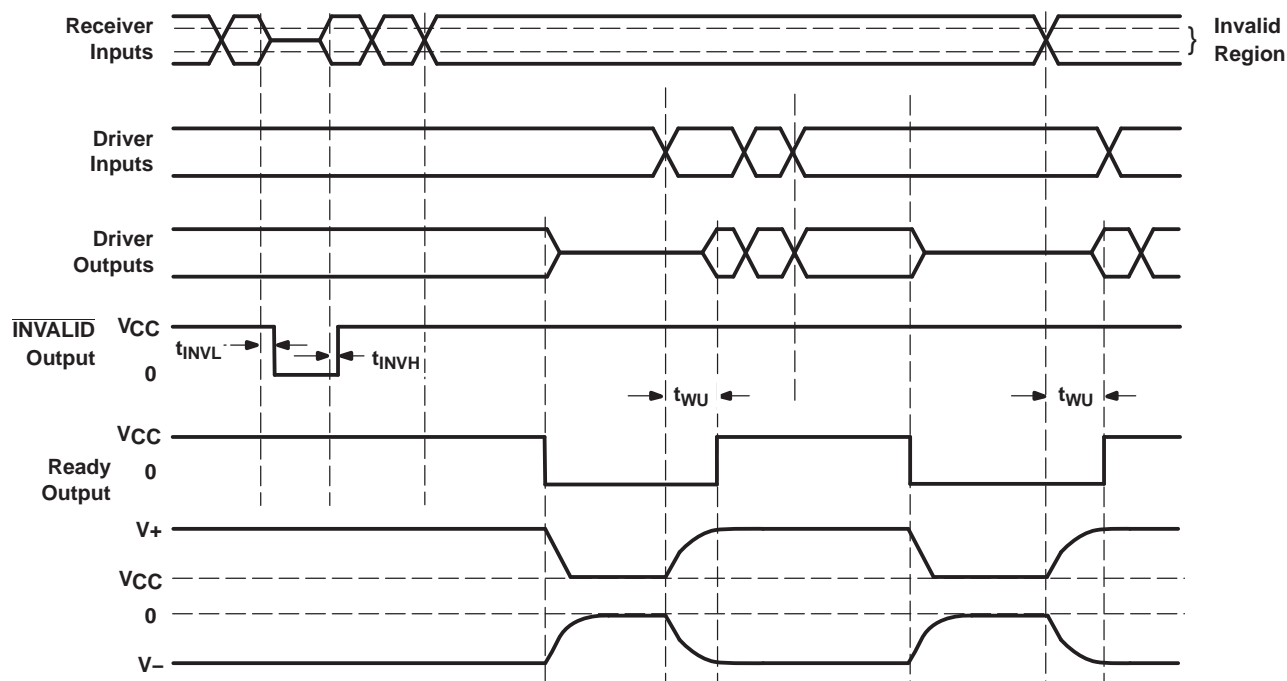 Receiver
Inputs
} Invalid
Region
Driver
Inputs
Driver
Outputs
INVALID
Output
VCC
0
tINVL
tINVH
tWU
tWU
Ready
Output
VCC
0
V+
VCC
0
V−